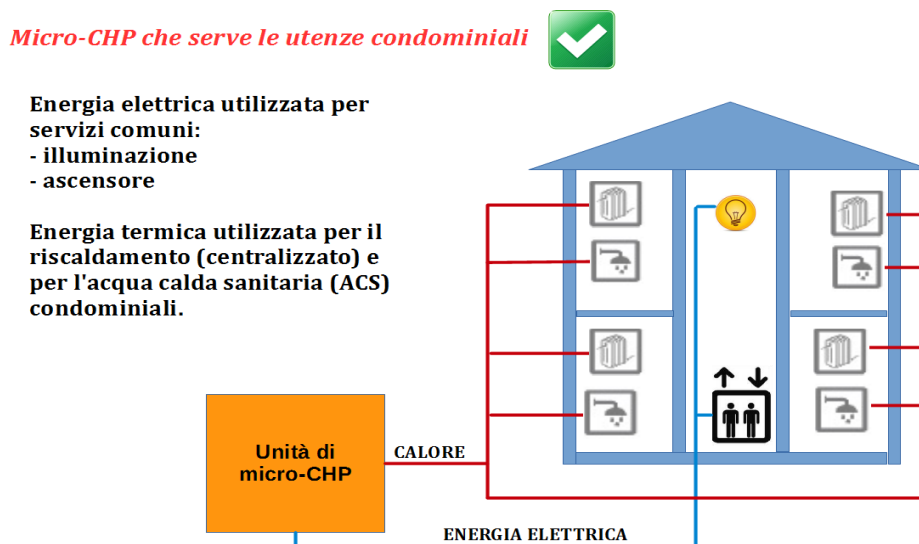 Micro-CHP che serve le utenze condominiali
Energia elettrica utilizzata per
servizi comuni:
- illuminazione
- ascensore
Energia termica utilizzata per il
riscaldamento (centralizzato) e
per l'acqua calda sanitaria (ACS)
condominiali.
Unità di
micro-CHP
CALORE
ENERGIA ELETTRICA